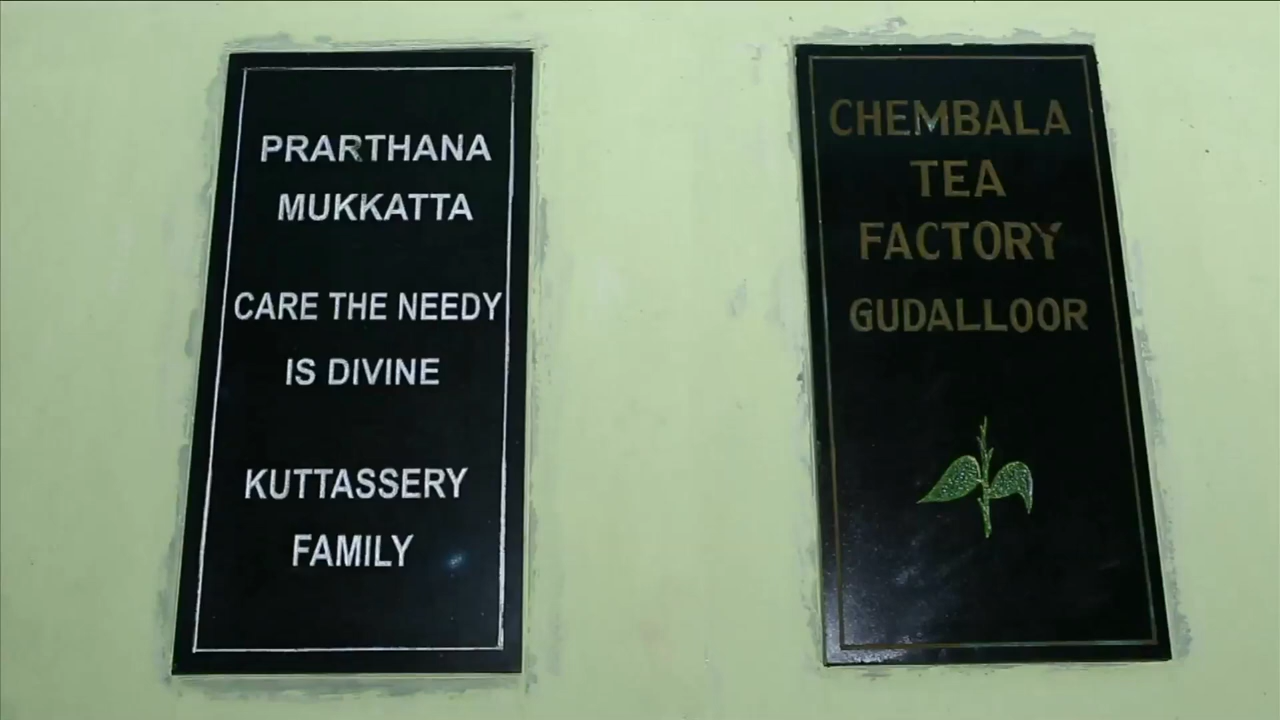 PRARTHANA
MUKKATTA
CARE THE NEEDY
IS DIVINE
KUTTASSERY
FAMILY
CHEMBALA
TEA
FACTORY
GUDALLOOR